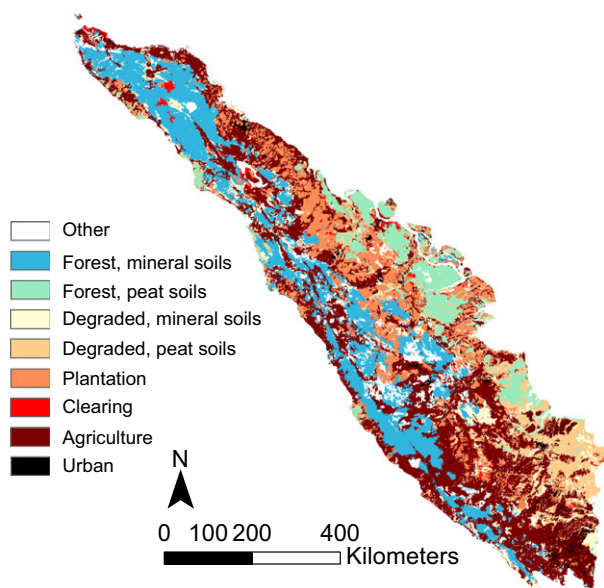 Other
Forest, mineral soils
Forest, peat soils
Degraded, mineral soils
Degraded, peat soils
Plantation
Clearing
Agriculture
Urban
N
0 100 200 400
Kilometers